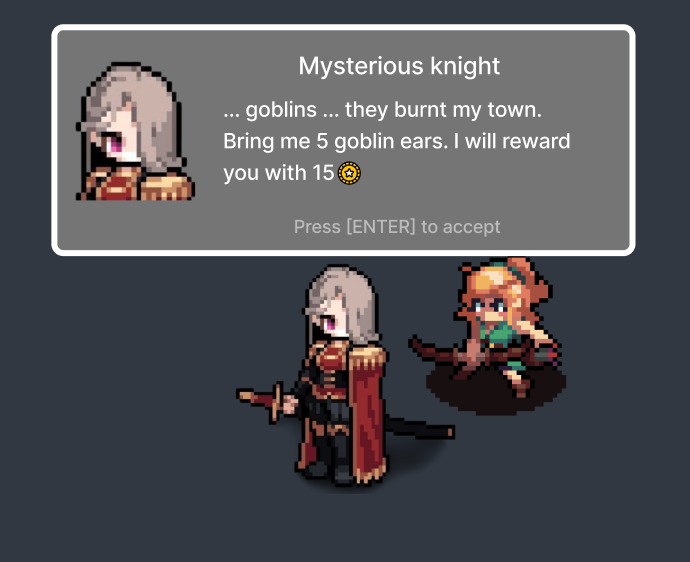 Mysterious knight
... goblins ... they burnt my town.
Bring me 5 goblin ears. I will reward
you with 15
Press [ENTER] to accept